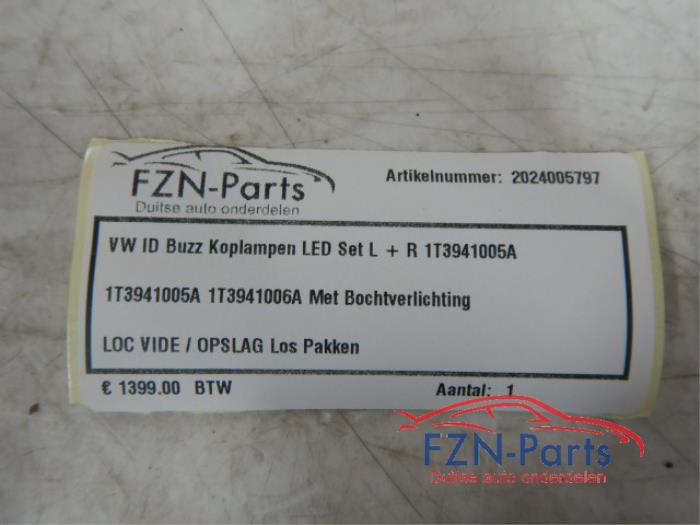 FZN-Parts
Duitse auto onderdelen
Artikelnummer: 2024005797
VW ID Buzz Koplampen LED Set L + R 1T3941005A
1T3941005A 1T3941006A Met Bochtverlichting
LOC VIDE / OPSLAG Los Pakken
€ 1399.00 BTW
Aantal: 1
FZN-Parts
Duitse auto onderdelen